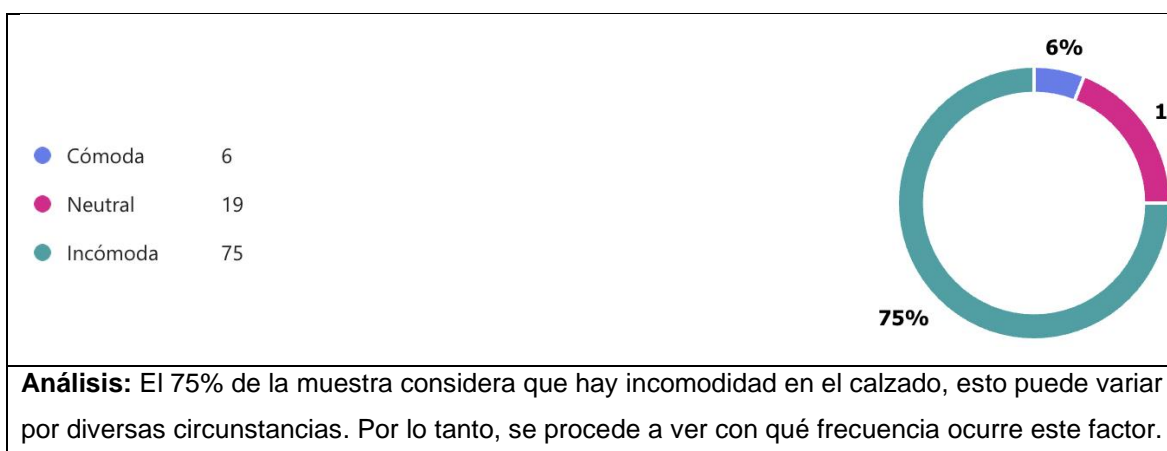 6%
1
Cómoda 6
Neutral 19
Incómoda 75
75%
Análisis: El 75% de la muestra considera que hay incomodidad en el calzado, esto puede variar
por diversas circunstancias. Por lo tanto, se procede a ver con qué frecuencia ocurre este factor.